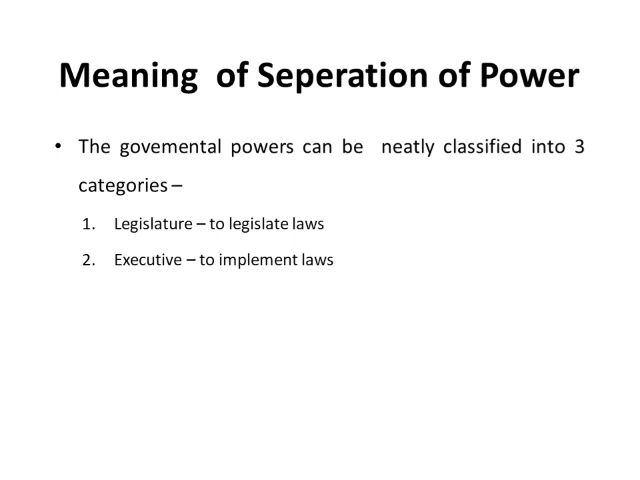 Meaning  of Seperation of Power
• The govemental powers can be  neatly classified into 3
categories –
1. Legislature – to legislate laws
2. Executive – to implement laws